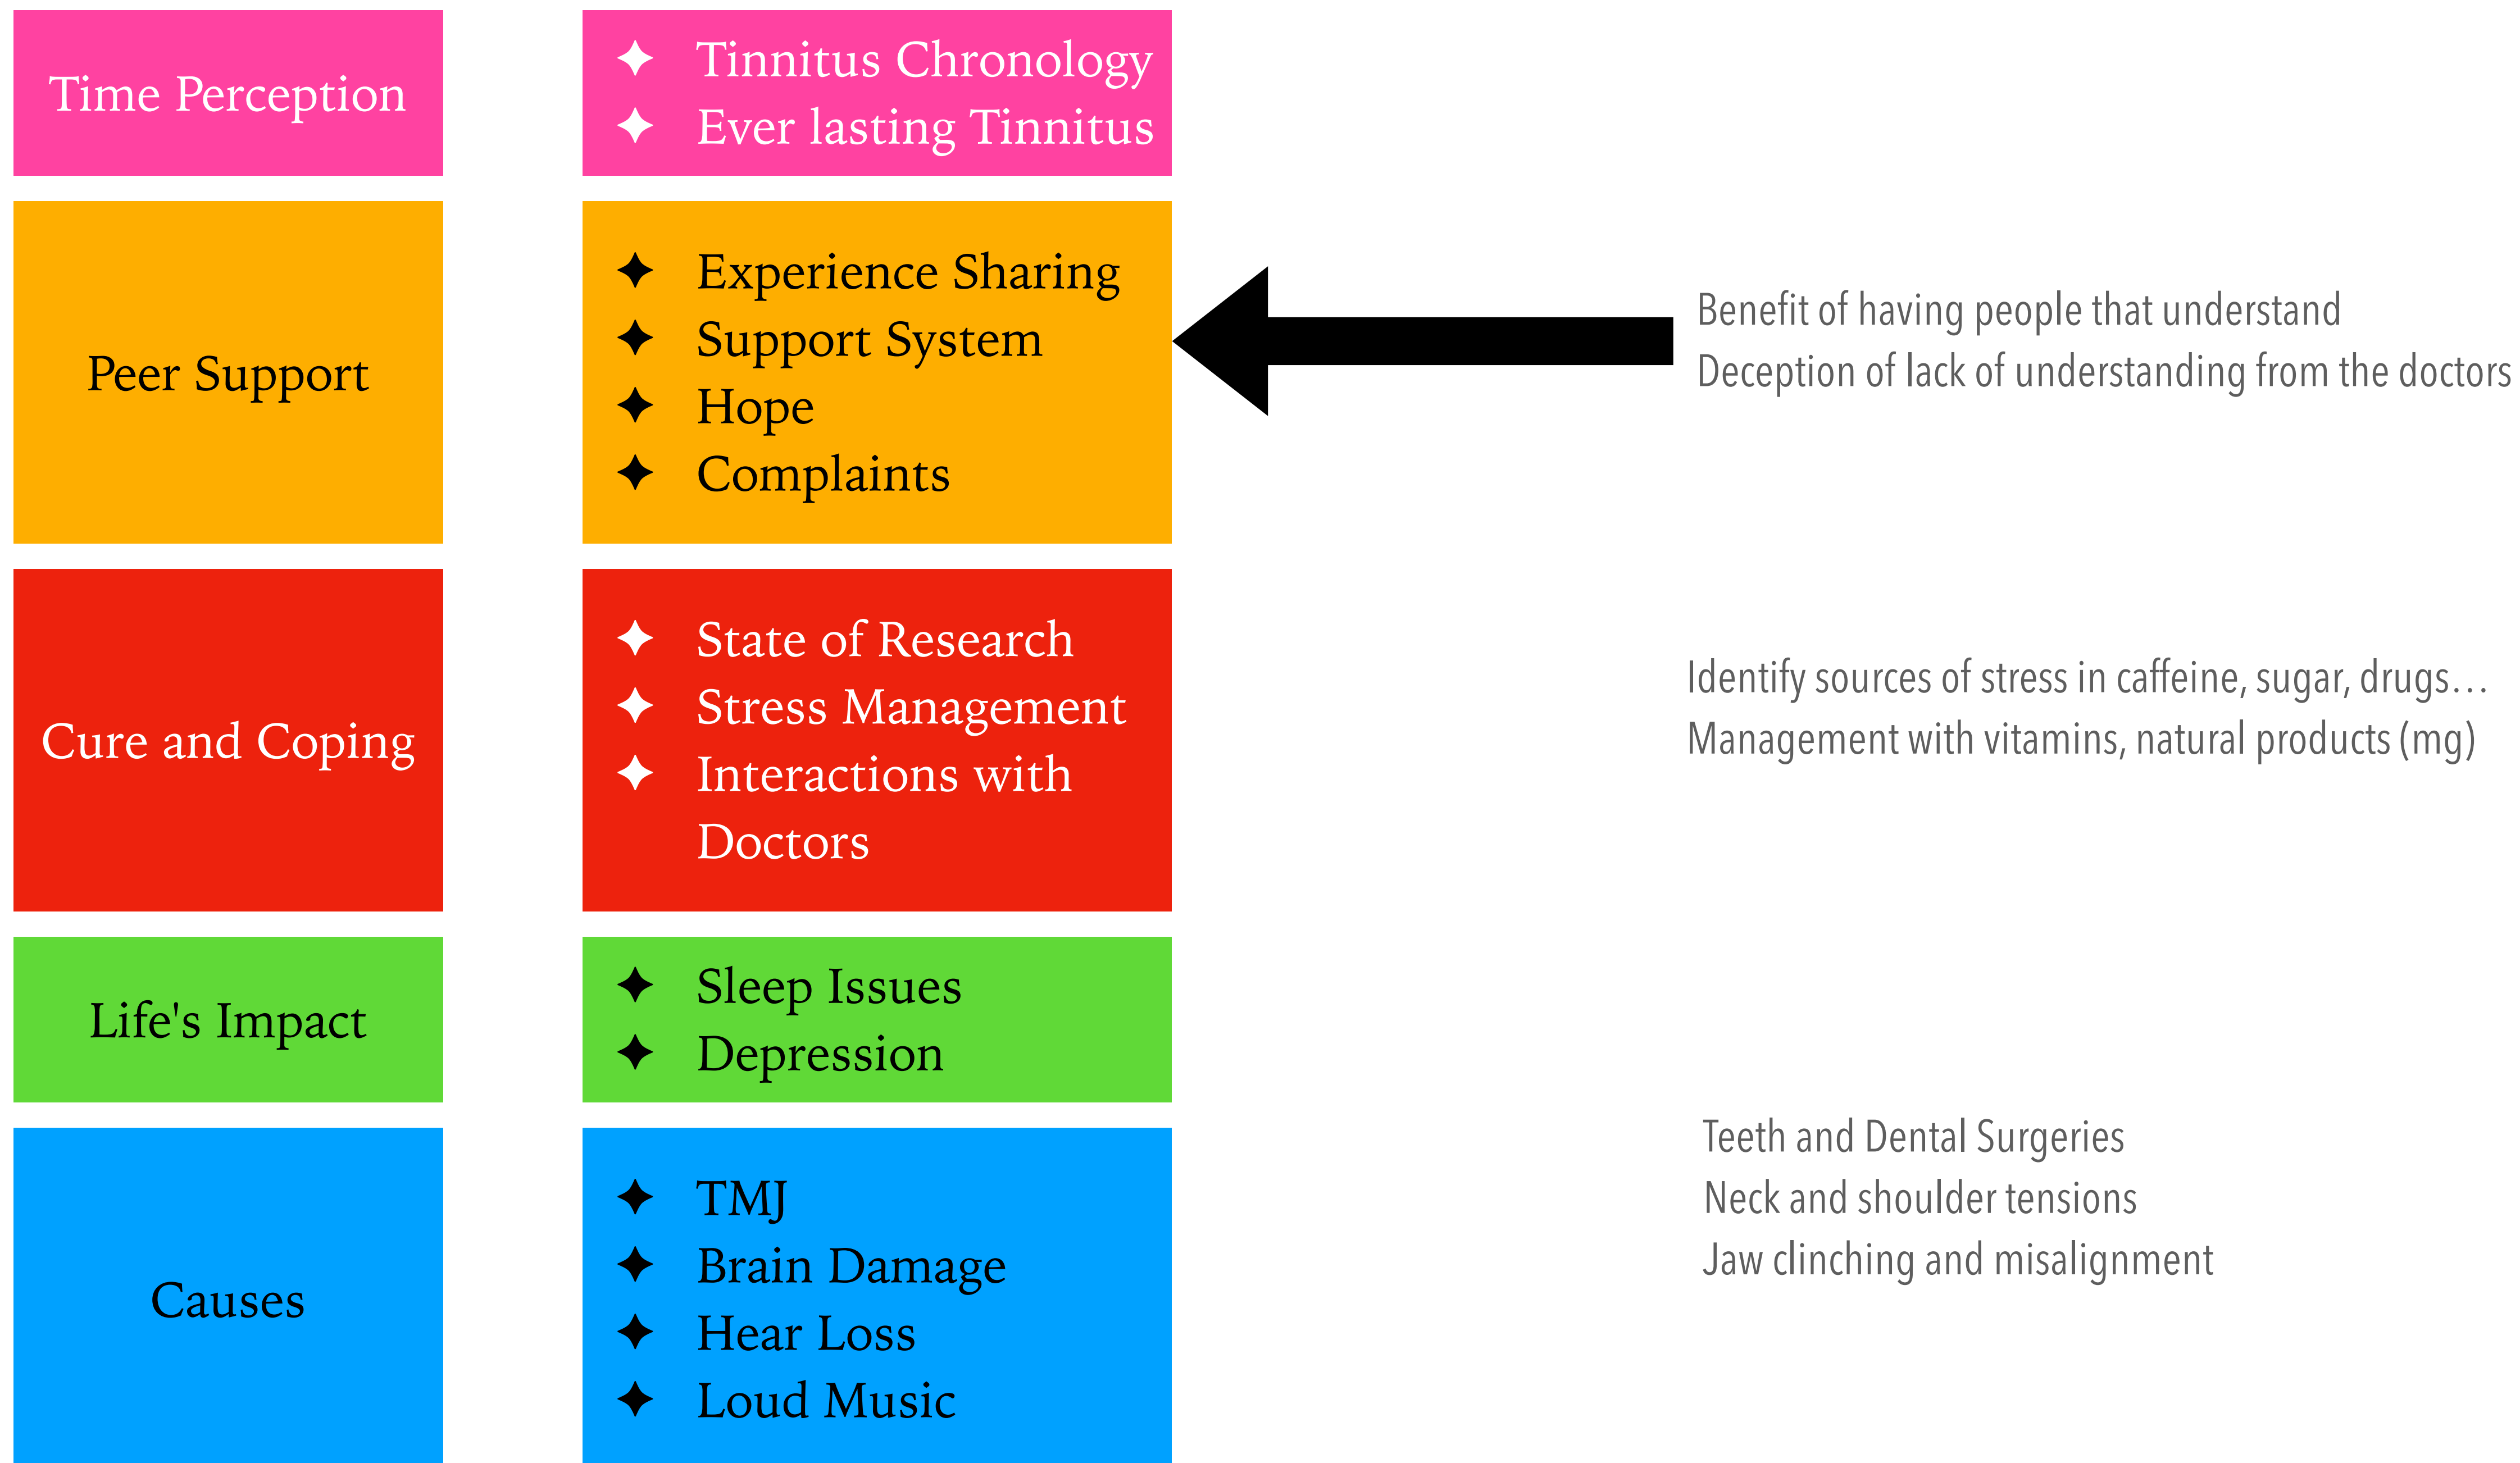 Time Perception
✦ Tinnitus Chronology
✦ Ever lasting Tinnitus
Peer Support
✦ Experience Sharing
✦ Support System
✦ Hope
✦ Complaints
Benefit of having people that understand
Deception of lack of understanding from the doctors
Cure and Coping
✦ State of Research
✦ Stress Management
✦ Interactions with
Doctors
Identify sources of stress in caffeine, sugar, drugs…
Management with vitamins, natural products (mg)
Life's Impact
✦ Sleep Issues
✦ Depression
Causes
✦ TMJ
✦ Brain Damage
✦ Hear Loss
✦ Loud Music
Teeth and Dental Surgeries
Neck and shoulder tensions
Jaw clinching and misalignment